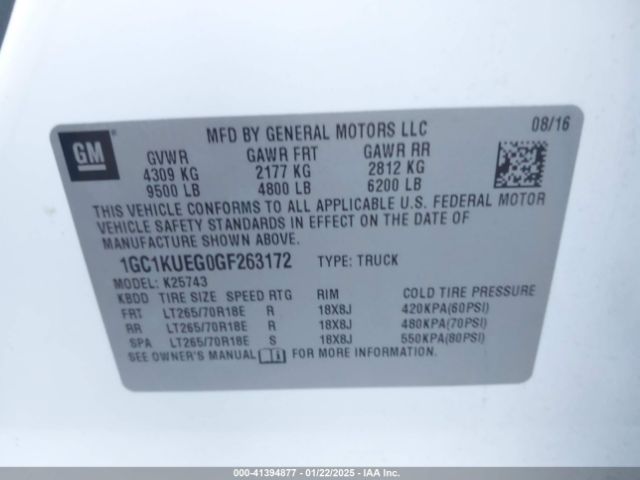 GM
MFD BY GENERAL MOTORS LLC 08/16
GVWR GAWR FRT GAWR RR
4309 KG 2177 KG 2812 KG
9500 LB 4800 LB 6200 LB
THIS VEHICLE CONFORMS TO ALL APPLICABLE U.S. FEDERAL MOTOR
VEHICLE SAFETY STANDARDS IN EFFECT ON THE DATE OF
MANUFACTURE SHOWN ABOVE.
1GC1KUEG0GF263172 TYPE: TRUCK
MODEL: K25743
KBDD TIRE SIZE SPEED RTG RIM COLD TIRE PRESSURE
FRT LT265/70R18E R 18X8J 420KPA(60PSI)
RR LT265/70R18E R 18X8J 480KPA(70PSI)
SPA LT265/70R18E S 18X8J 550KPA(80PSI)
SEE OWNER'S MANUAL FOR MORE INFORMATION.
© (COPYRIGHT) - 41394877 - 01/22/2025 - IAAI